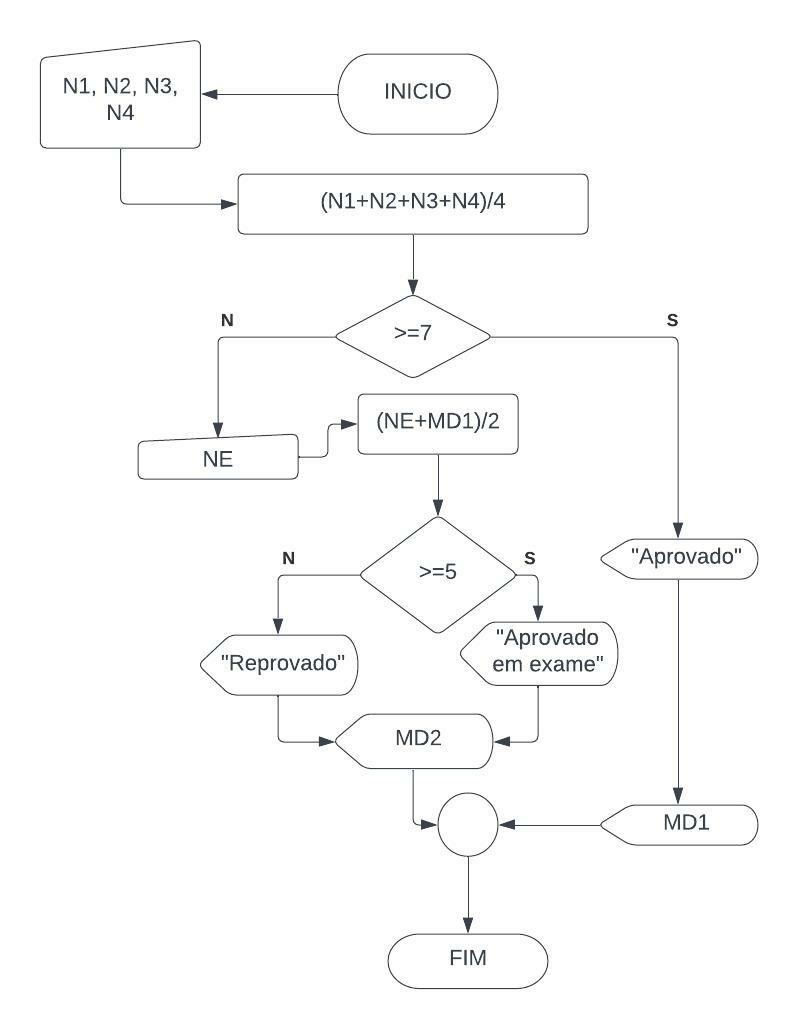 INICIO
N1, N2, N3,
N4
(N1+N2+N3+N4)/4
>=7
N
S
NE
(NE+MD1)/2
>=5
N
S
"Aprovado"
"Reprovado"
"Aprovado
em exame"
MD2
MD1
FIM